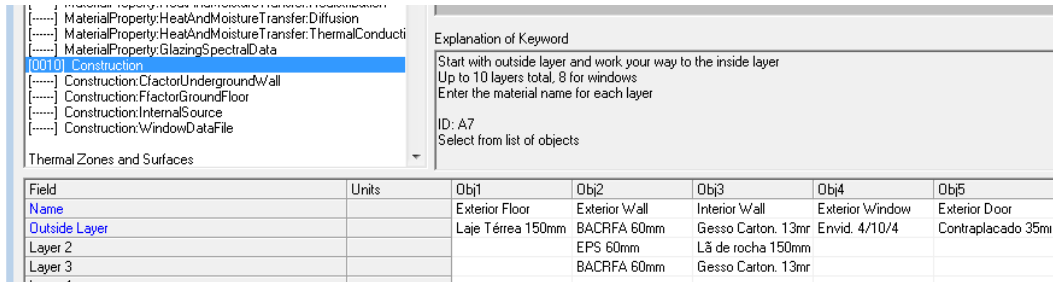 [------] MaterialProperty:HeatAndMoistureTransfer:Diffusion
[------] MaterialProperty:HeatAndMoistureTransfer:ThermalConducti
[------] MaterialProperty:GlazingSpectralData
[0010] Construction
[------] Construction:CfactorUndergroundWall
[------] Construction:FfactorGroundFloor
[------] Construction:InternalSource
[------] Construction:WindowDataFile
Thermal Zones and Surfaces
Explanation of Keyword
Start with outside layer and work your way to the inside layer
Up to 10 layers total, 8 for windows
Enter the material name for each layer
ID: A7
Select from list of objects
Field Units Obj1 Obj2 Obj3 Obj4 Obj5
Name Exterior Floor Exterior Wall Interior Wall Exterior Window Exterior Door
Outside Layer Laje Térrea 150mm BACRFA 60mm Gesso Carton. 13mr Envid. 4/10/4 Contraplacado 35m
Layer 2 EPS 60mm Lã de rocha 150mm
Layer 3 BACRFA 60mm Gesso Carton. 13mr